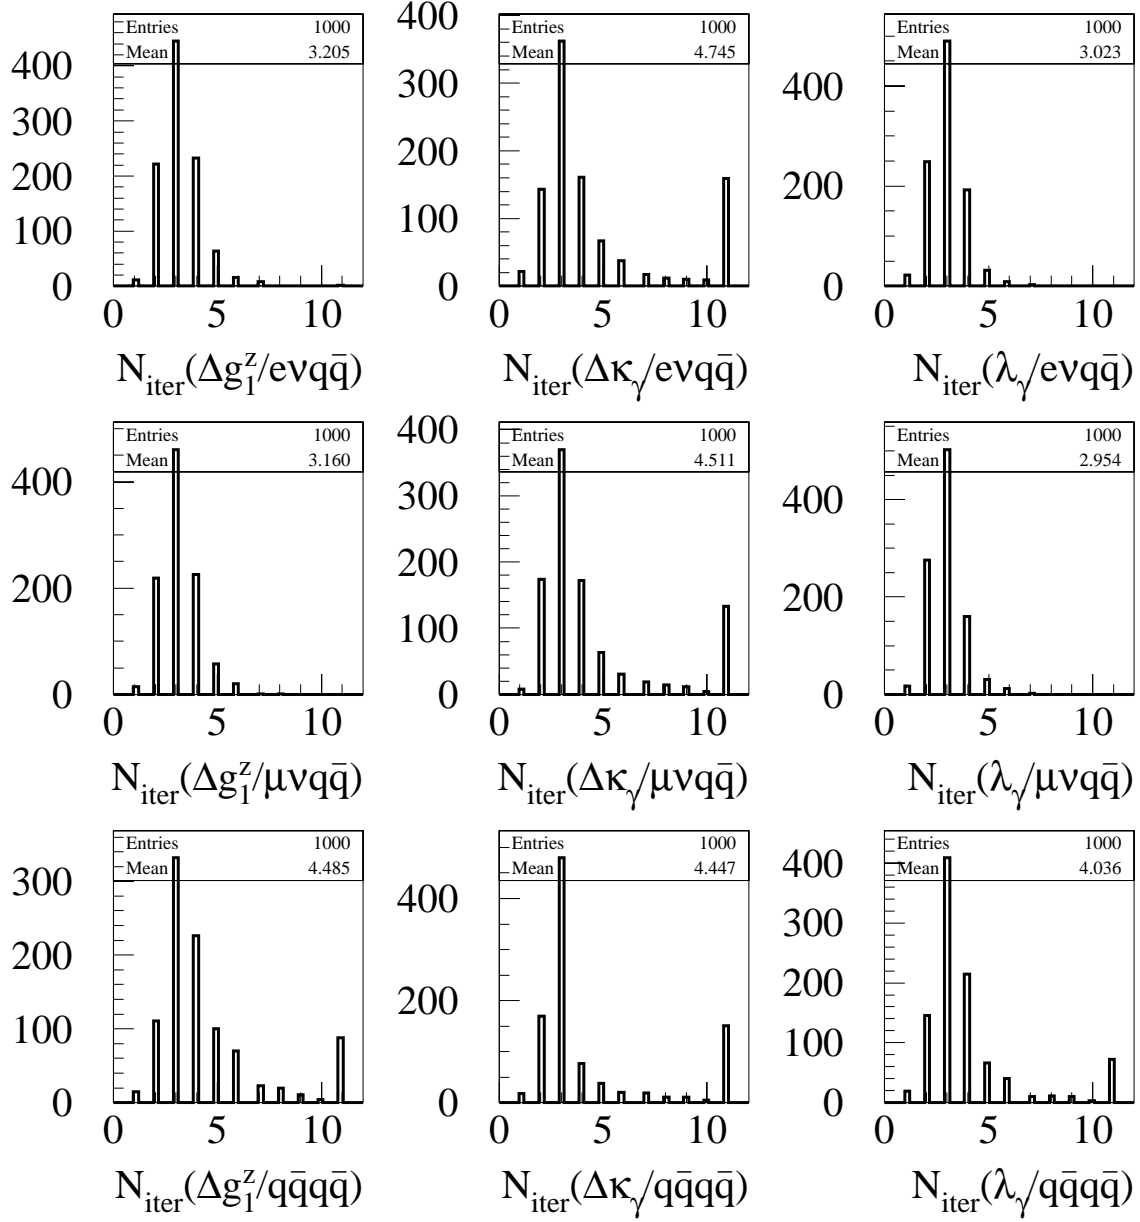 Entries 1000
Mean 3.205
400
300
200
100
0
0 5 10
N_iter(Δg_1^z/eνqq̄)
Entries 1000
Mean 4.745
400
300
200
100
0
0 5 10
N_iter(Δκ_γ/eνqq̄)
Entries 1000
Mean 3.023
400
200
0
0 5 10
N_iter(λ_γ/eνqq̄)
Entries 1000
Mean 3.160
400
200
0
0 5 10
N_iter(Δg_1^z/μνqq̄)
Entries 1000
Mean 4.511
400
300
200
100
0
0 5 10
N_iter(Δκ_γ/μνqq̄)
Entries 1000
Mean 2.954
400
200
0
0 5 10
N_iter(λ_γ/μνqq̄)
Entries 1000
Mean 4.485
300
200
100
0
0 5 10
N_iter(Δg_1^z/qq̄qq̄)
Entries 1000
Mean 4.447
400
200
0
0 5 10
N_iter(Δκ_γ/qq̄qq̄)
Entries 1000
Mean 4.036
400
300
200
100
0
0 5 10
N_iter(λ_γ/qq̄qq̄)